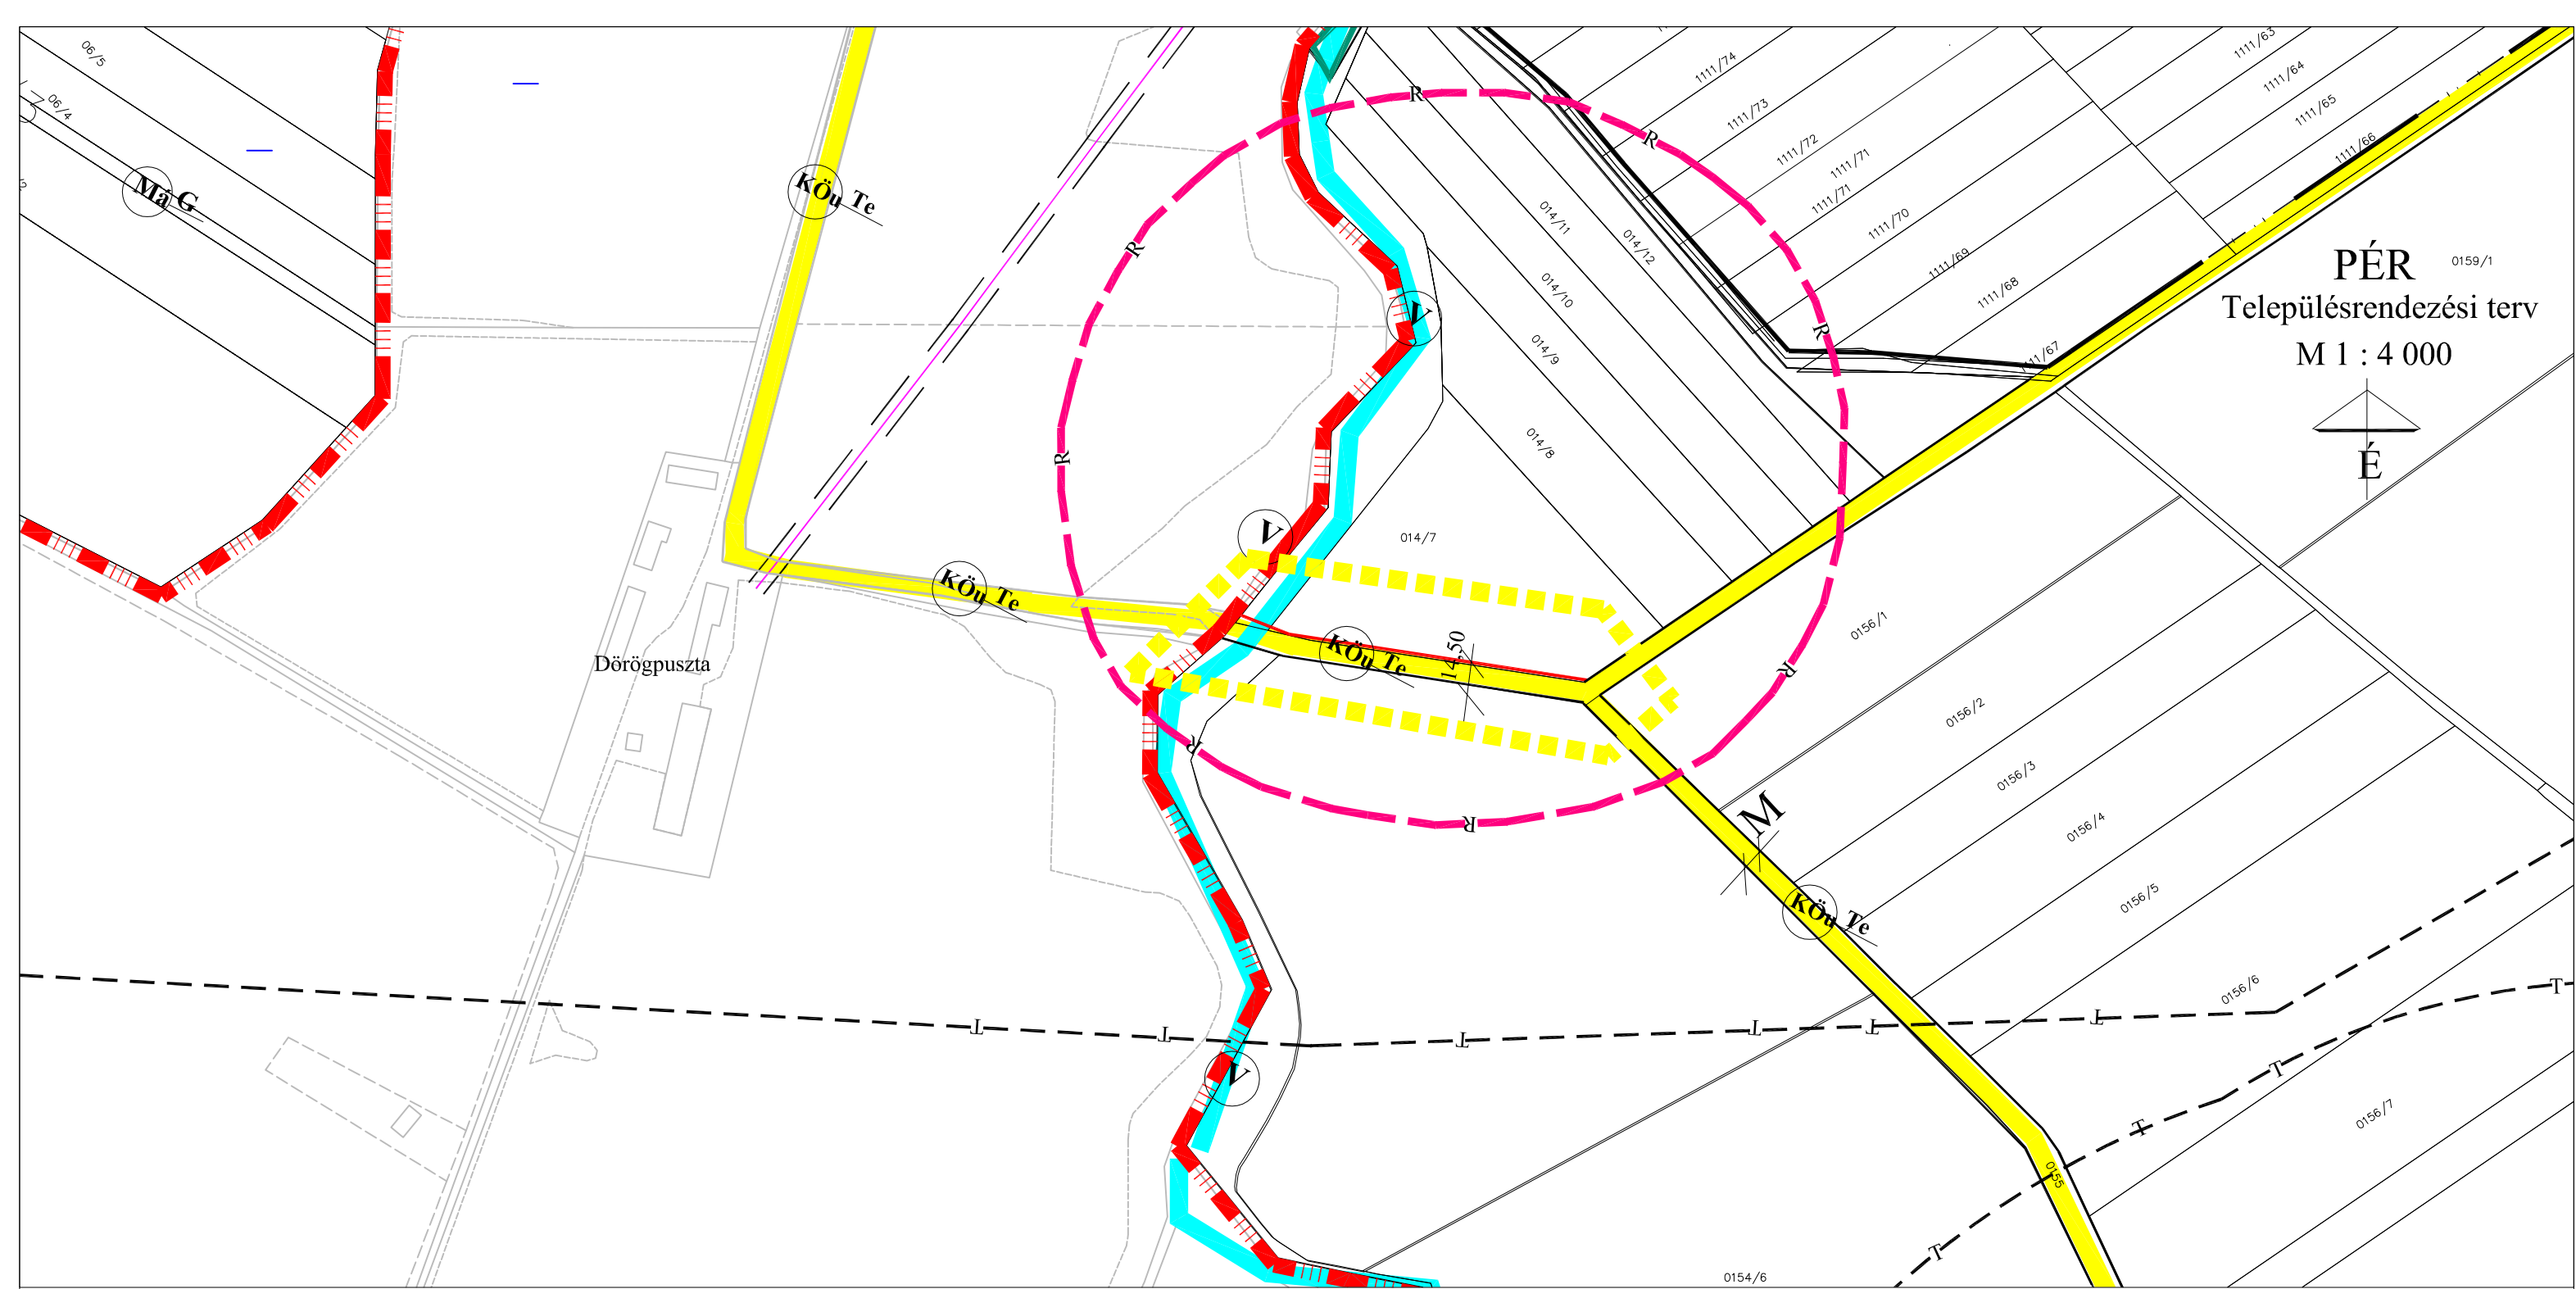 06/5
06/4
Má G
KÖu Te
R
R
R
R
R
R
R
R
V
V
V
014/11
014/12
014/10
014/9
014/8
014/7
1111/74
1111/73
1111/72
1111/71
1111/71
1111/70
1111/69
1111/68
1111/63
1111/64
1111/65
1111/66
PÉR
Településrendezési terv
M 1 : 4 000
É
0159/1
KÖu Te
KÖu Te
14,50
Dörögpuszta
0156/1
0156/2
0156/3
0156/4
0156/5
0156/6
0156/7
M
KÖu Te
T
T
T
T
T
T
T
T
T
T
0155
0154/6